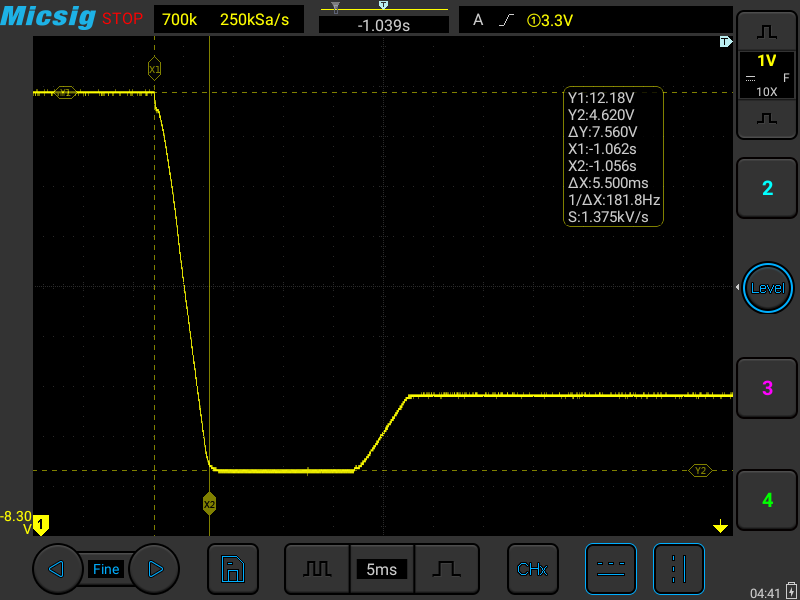 Micsig STOP 700k 250kSa/s T -1.039s A ①3.3V
T
X1
Y1
Y1:12.18V
Y2:4.620V
ΔY:7.560V
X1:-1.062s
X2:-1.056s
ΔX:5.500ms
1/ΔX:181.8Hz
S:1.375kV/s
1V
F
10X
2
Level
3
Y2
X2
4
-8.30
V
1
Fine
5ms
CHx
04:41